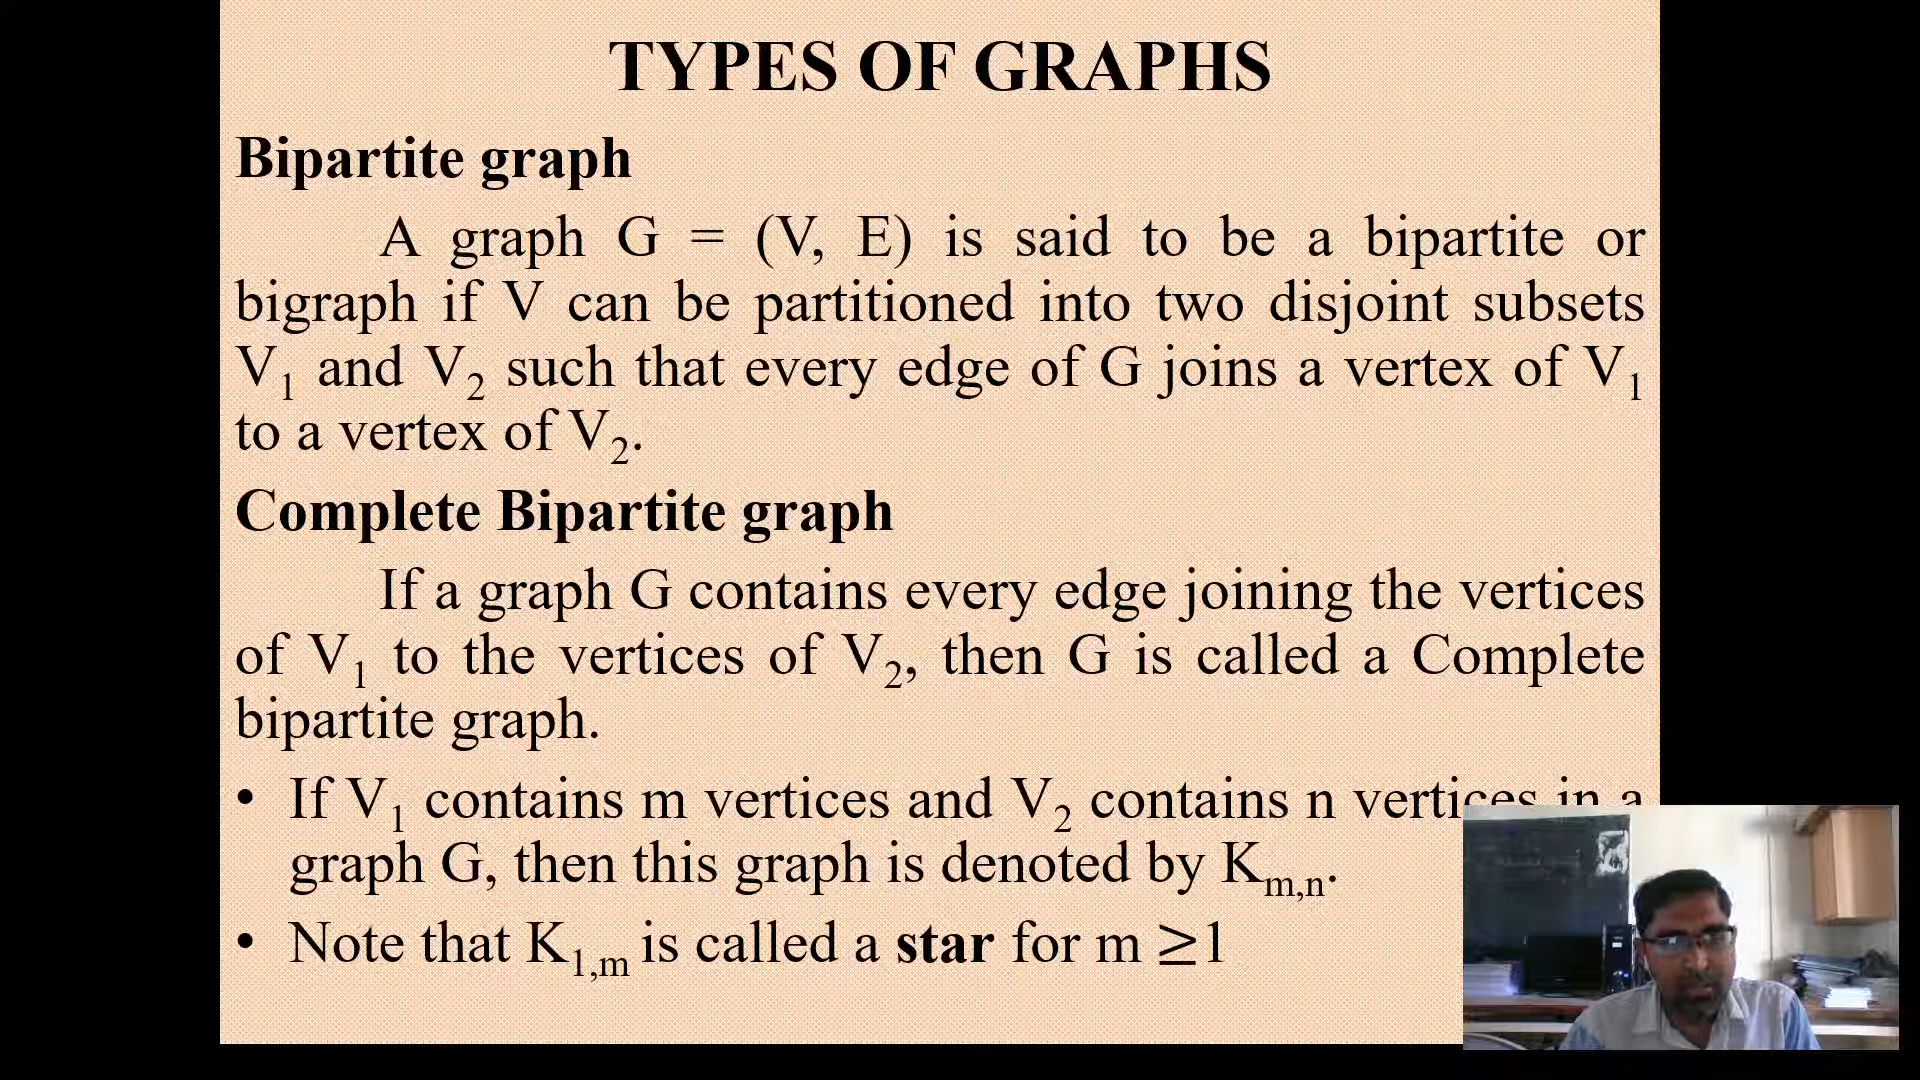 TYPES OF GRAPHS
Bipartite graph
A graph G = (V, E) is said to be a bipartite or
bigraph if V can be partitioned into two disjoint subsets
V₁ and V₂ such that every edge of G joins a vertex of V₁
to a vertex of V₂.
Complete Bipartite graph
If a graph G contains every edge joining the vertices
of V₁ to the vertices of V₂, then G is called a Complete
bipartite graph.
• If V₁ contains m vertices and V₂ contains n vertices in a
graph G, then this graph is denoted by Kₘ,ₙ.
• Note that K₁,ₘ is called a star for m ≥1